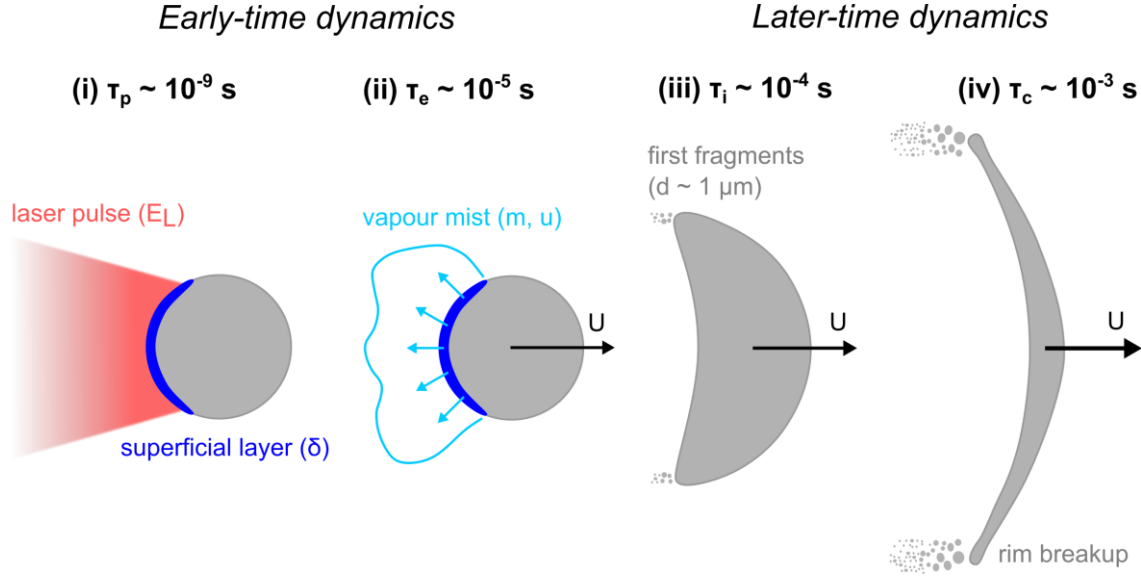 Early-time dynamics
Later-time dynamics
(i) τp ~ 10-9 s
(ii) τe ~ 10-5 s
(iii) τi ~ 10-4 s
(iv) τc ~ 10-3 s
laser pulse (EL)
superficial layer (δ)
vapour mist (m, u)
U
first fragments
(d ~ 1 μm)
U
U
rim breakup